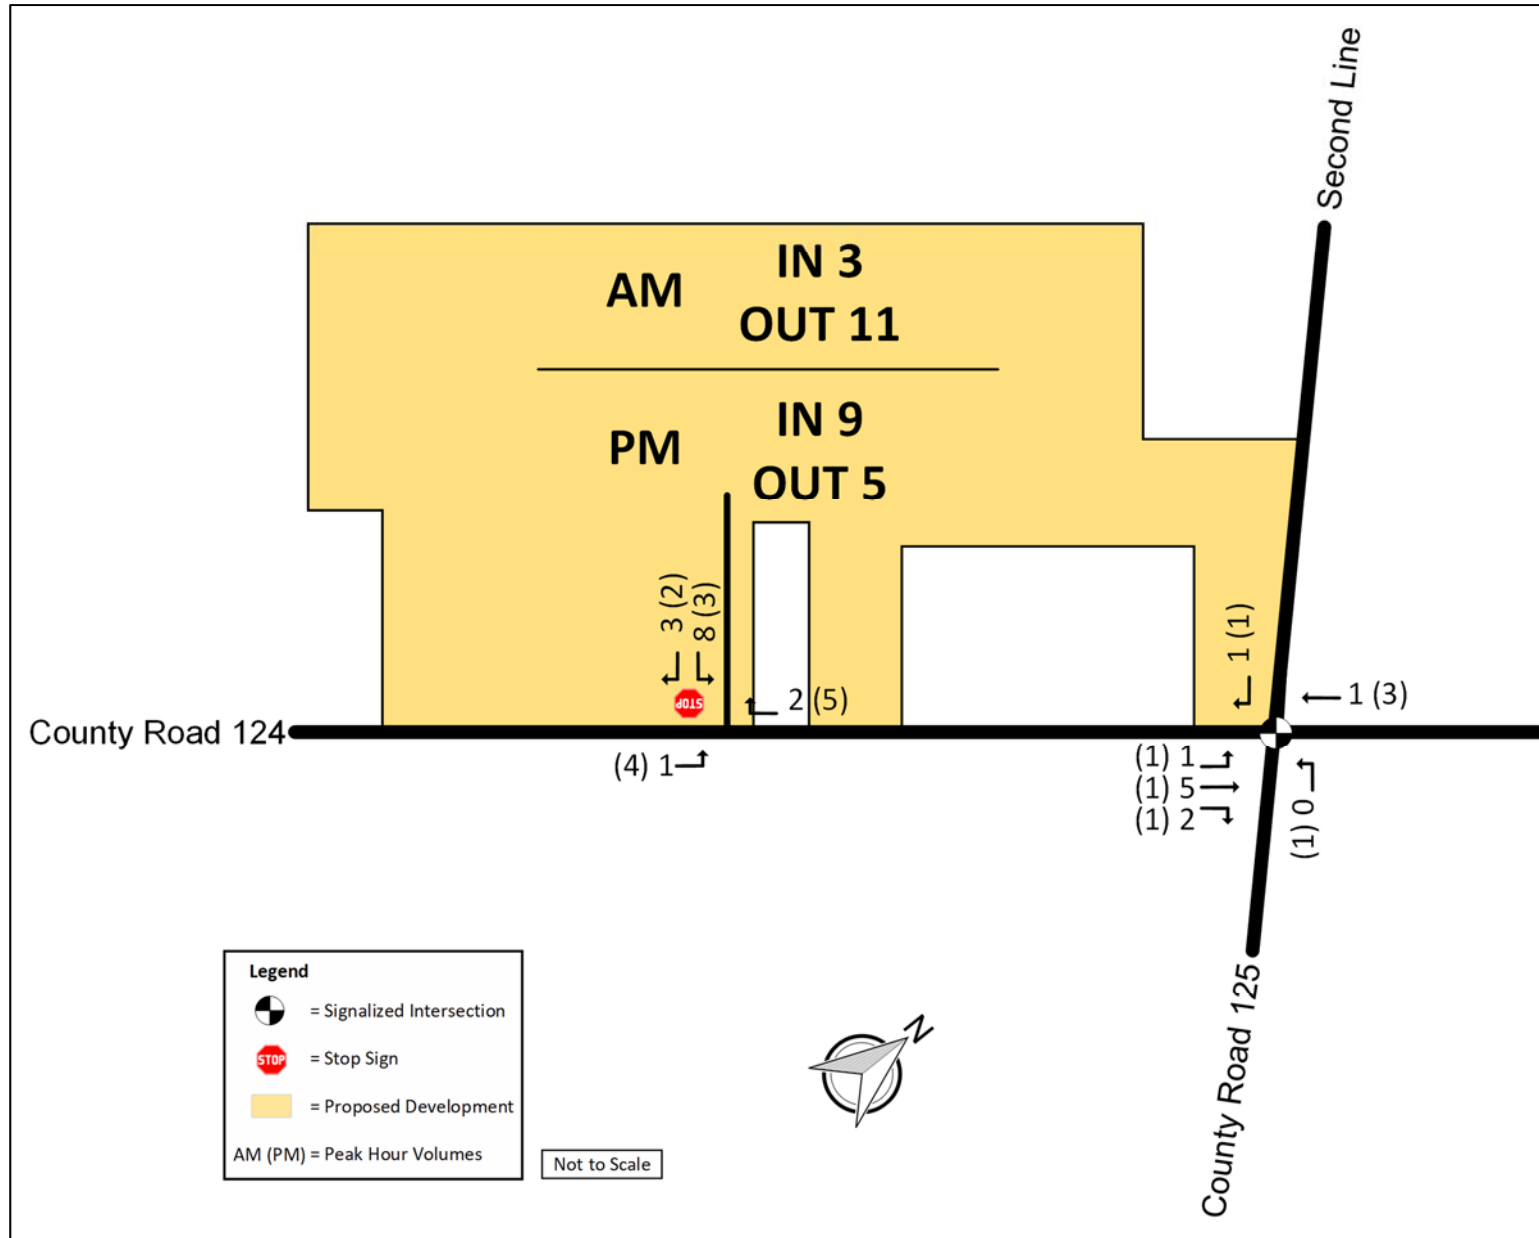 Second Line
AM
IN 3
OUT 11
PM
IN 9
OUT 5
3 (2)
8 (3)
STOP
2 (5)
1 (1)
1 (3)
County Road 124
(4) 1
(1) 1
(1) 5
(1) 2
(1) 0
County Road 125
Legend
= Signalized Intersection
STOP = Stop Sign
= Proposed Development
AM (PM) = Peak Hour Volumes
Not to Scale
N